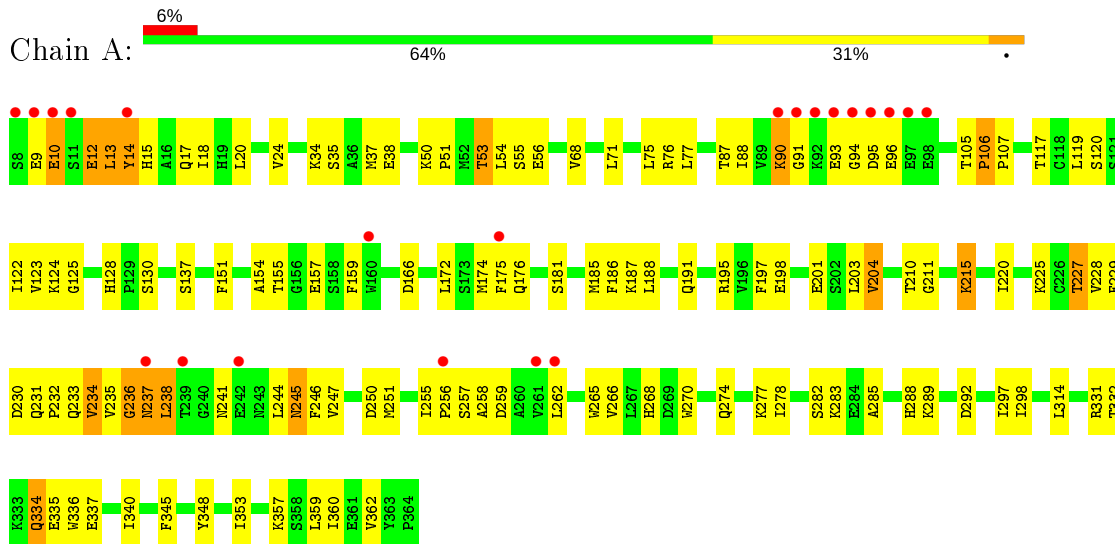 6%
Chain A:
64% 31% •
S8 E9 E10 S11 E12 L13 Y14 H15 A16 Q17 I18 H19 L20 V24 K34 S35 A36 M37 E38 K50 P51 M52 T53 L54 S55 E56 V68 L71 L75 R76 L77 T87 I88 V89 K90 G91 K92 E93 G94 D95 E96 E97 E98 T105 P106 P107 T117 C118 L119 S120 S121
I122 V123 K124 G125 H128 P129 S130 S137 F151 A154 T155 G156 E157 S158 F159 W160 D166 L172 S173 M174 F175 Q176 S181 M185 F186 K187 L188 Q191 R195 V196 F197 E198 E201 S202 L203 V204 T210 G211 K215 I220 K225 C226 T227 V228 E229
D230 Q231 P232 Q233 V234 V235 G236 N237 L238 T239 G240 N241 E242 N243 L244 N245 F246 V247 D250 M251 T255 P256 S257 A258 D259 A260 V261 L262 W265 V266 L267 H268 D269 W270 Q274 K277 L278 S282 K283 E284 A285 H288 K289 D292 I297 I298 L314 R331 T332
K333 Q334 E335 W336 E337 I340 F345 Y348 I353 K357 S358 L359 I360 E361 V362 Y363 P364